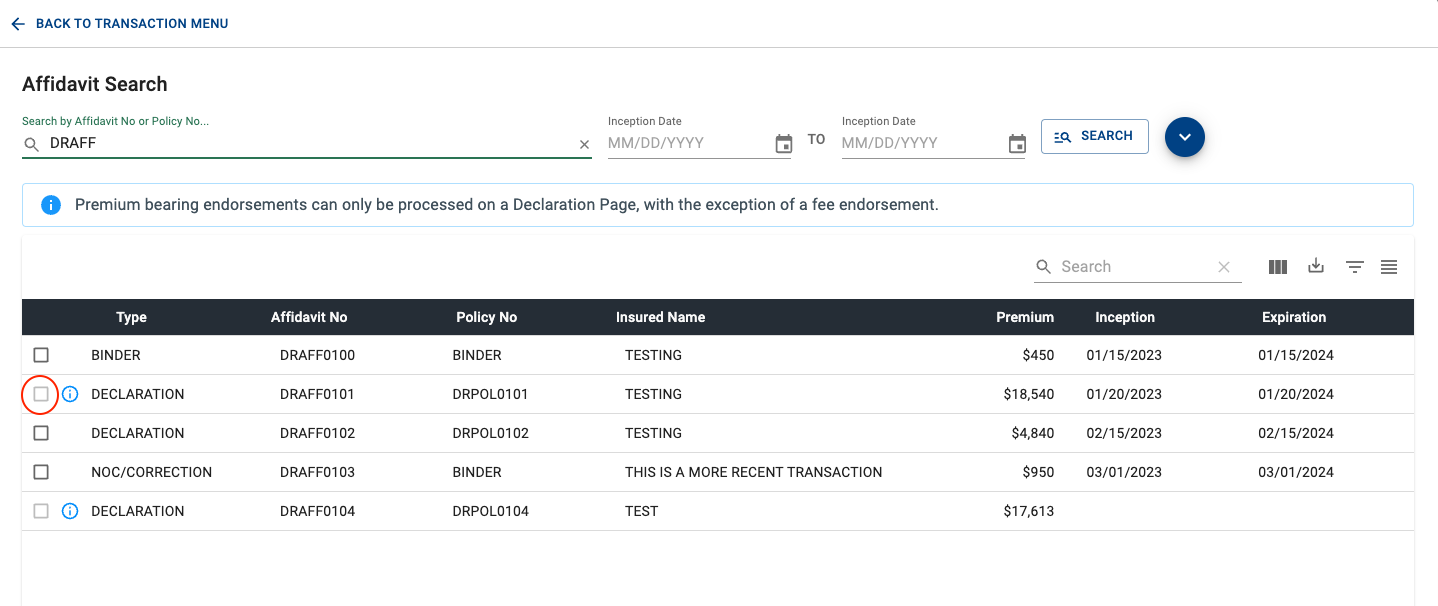 BACK TO TRANSACTION MENU
Affidavit Search
Search by Affidavit No or Policy No...
DRAFF
Inception Date
MM/DD/YYYY
TO
Inception Date
MM/DD/YYYY
SEARCH
Premium bearing endorsements can only be processed on a Declaration Page, with the exception of a fee endorsement.
Search
Type Affidavit No Policy No Insured Name Premium Inception Expiration
BINDER DRAFF0100 BINDER TESTING $450 01/15/2023 01/15/2024
DECLARATION DRAFF0101 DRPOL0101 TESTING $18,540 01/20/2023 01/20/2024
DECLARATION DRAFF0102 DRPOL0102 TESTING $4,840 02/15/2023 02/15/2024
NOC/CORRECTION DRAFF0103 BINDER THIS IS A MORE RECENT TRANSACTION $950 03/01/2023 03/01/2024
DECLARATION DRAFF0104 DRPOL0104 TEST $17,613